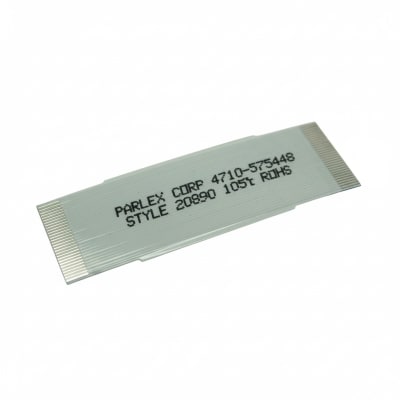 PARLEX CORP 4710-575448
STYLE 20890 105℃ ROHS